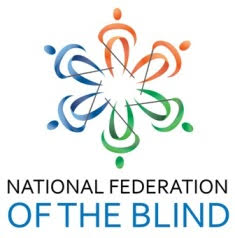 NATIONAL FEDERATION
OF THE BLIND